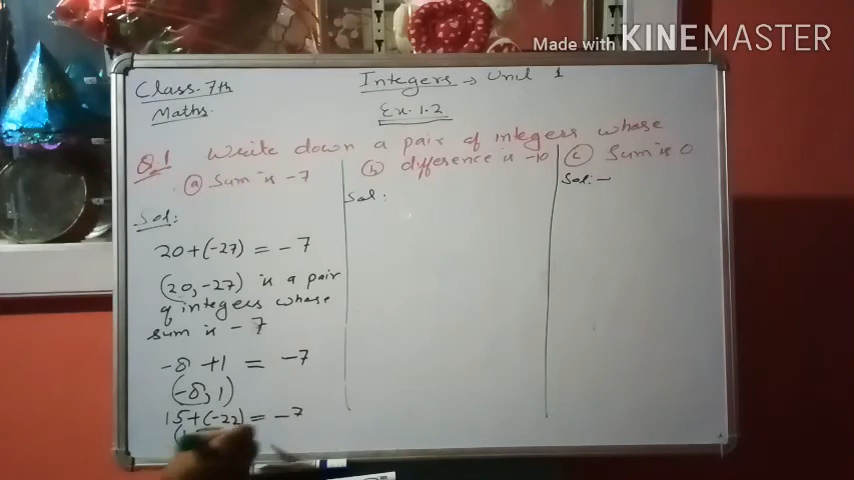 Made with KINEMASTER
Class-7th
Maths.
Integers → Unit 1
Ex.1.2
Q.1 Write down a pair of integers whose
(a) Sum is -7
(b) difference is -10
(c) Sum is 0
Sol:
20+(-27) = -7
(20,-27) is a pair
of integers whose
sum is -7
-8 +1 = -7
(-8,1)
15+(-22) = -7
Sol:
Sol:-